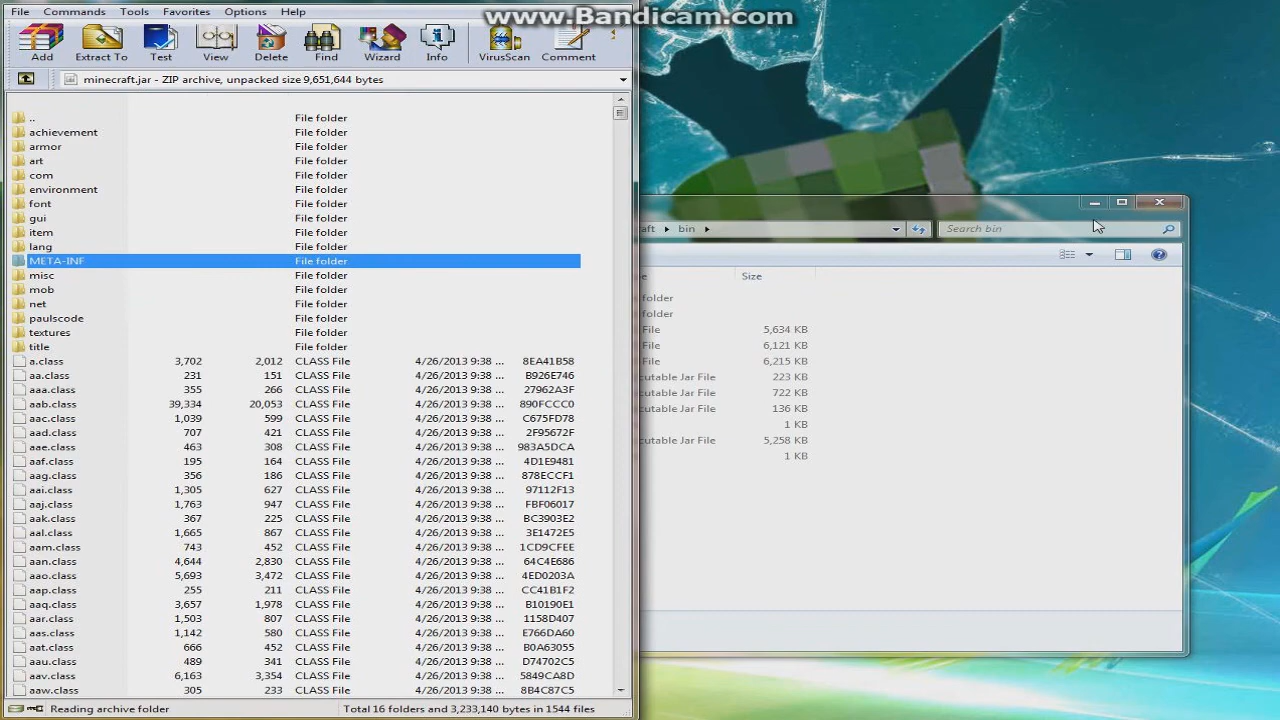 www.Bandicam.com
File Commands Tools Favorites Options Help
Add Extract To Test View Delete Find Wizard Info VirusScan Comment
minecraft.jar - ZIP archive, unpacked size 9,651,644 bytes
.. File folder
achievement File folder
armor File folder
art File folder
com File folder
environment File folder
font File folder
gui File folder
item File folder
lang File folder
META-INF File folder
misc File folder
mob File folder
net File folder
paulscode File folder
textures File folder
title File folder
a.class 3,702 2,012 CLASS File 4/26/2013 9:38 ... 8EA41B58
aa.class 231 151 CLASS File 4/26/2013 9:38 ... B926E746
aaa.class 355 266 CLASS File 4/26/2013 9:38 ... 27962A3F
aab.class 39,334 20,053 CLASS File 4/26/2013 9:38 ... 890FCCC0
aac.class 1,039 599 CLASS File 4/26/2013 9:38 ... C675FD78
aad.class 707 421 CLASS File 4/26/2013 9:38 ... 2F95672F
aae.class 463 308 CLASS File 4/26/2013 9:38 ... 983A5DCA
aaf.class 195 164 CLASS File 4/26/2013 9:38 ... 4D1E9481
aag.class 356 186 CLASS File 4/26/2013 9:38 ... 878ECCF1
aai.class 1,305 627 CLASS File 4/26/2013 9:38 ... 97112F13
aaj.class 1,763 947 CLASS File 4/26/2013 9:38 ... FBF06017
aak.class 367 225 CLASS File 4/26/2013 9:38 ... BC3903E2
aal.class 1,665 867 CLASS File 4/26/2013 9:38 ... 3E1472E5
aam.class 743 452 CLASS File 4/26/2013 9:38 ... 1CD9CFEE
aan.class 4,644 2,830 CLASS File 4/26/2013 9:38 ... 64C4E686
aao.class 5,693 3,472 CLASS File 4/26/2013 9:38 ... 4ED0203A
aap.class 255 211 CLASS File 4/26/2013 9:38 ... CC41B1F2
aaq.class 3,657 1,978 CLASS File 4/26/2013 9:38 ... B10190E1
aar.class 1,503 807 CLASS File 4/26/2013 9:38 ... 1158D407
aas.class 1,142 580 CLASS File 4/26/2013 9:38 ... E766DA60
aat.class 666 452 CLASS File 4/26/2013 9:38 ... B0A63055
aau.class 489 341 CLASS File 4/26/2013 9:38 ... D74702C5
aav.class 6,163 3,354 CLASS File 4/26/2013 9:38 ... 5849CA8D
aaw.class 305 233 CLASS File 4/26/2013 9:38 ... 8B4C87C5
Reading archive folder Total 16 folders and 3,233,140 bytes in 1544 files
aft bin Search bin
e Size
folder
folder
File 5,634 KB
File 6,121 KB
File 6,215 KB
cutable Jar File 223 KB
cutable Jar File 722 KB
cutable Jar File 136 KB
1 KB
cutable Jar File 5,258 KB
1 KB